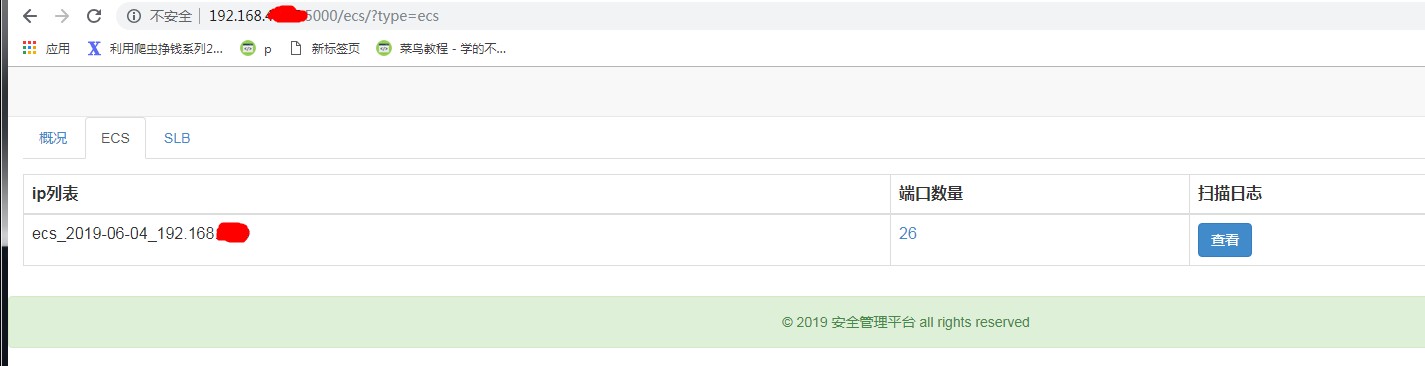 不安全 192.168.4 5000/ecs/?type=ecs
应用 利用爬虫挣钱系列2... p 新标签页 菜鸟教程 - 学的不...
概况 ECS SLB
ip列表 端口数量 扫描日志
ecs_2019-06-04_192.168. 26 查看
© 2019 安全管理平台 all rights reserved